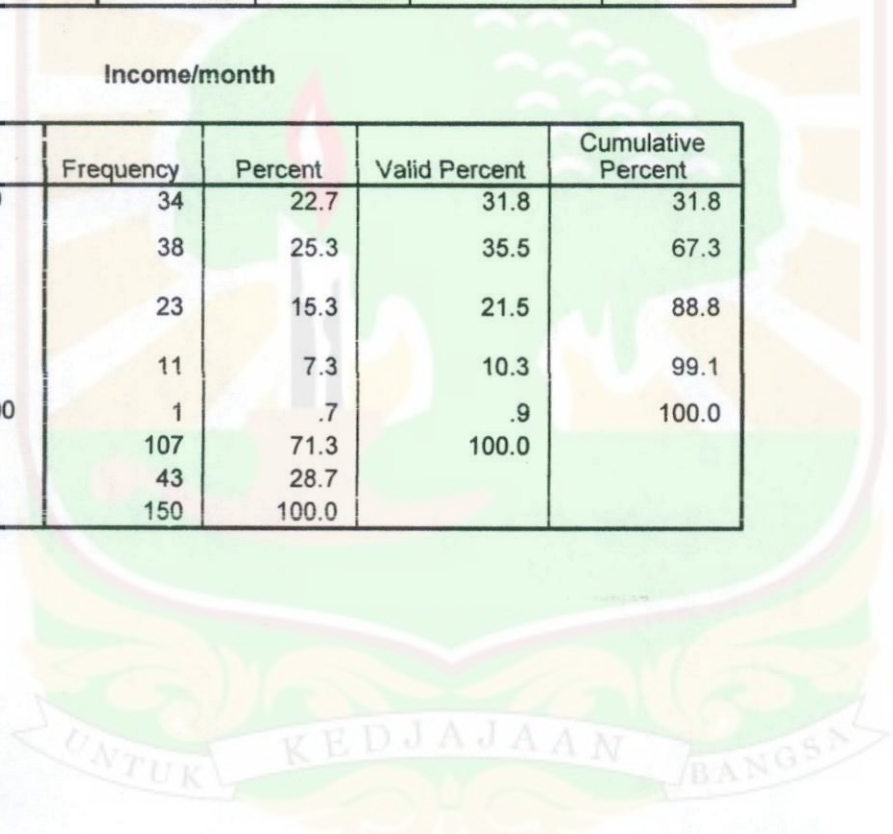 Income/month
Frequency Percent Valid Percent Cumulative Percent
34 22.7 31.8 31.8
38 25.3 35.5 67.3
23 15.3 21.5 88.8
11 7.3 10.3 99.1
1 .7 .9 100.0
107 71.3 100.0
43 28.7
150 100.0
UNTUK KEDJAJAAN BANGSA